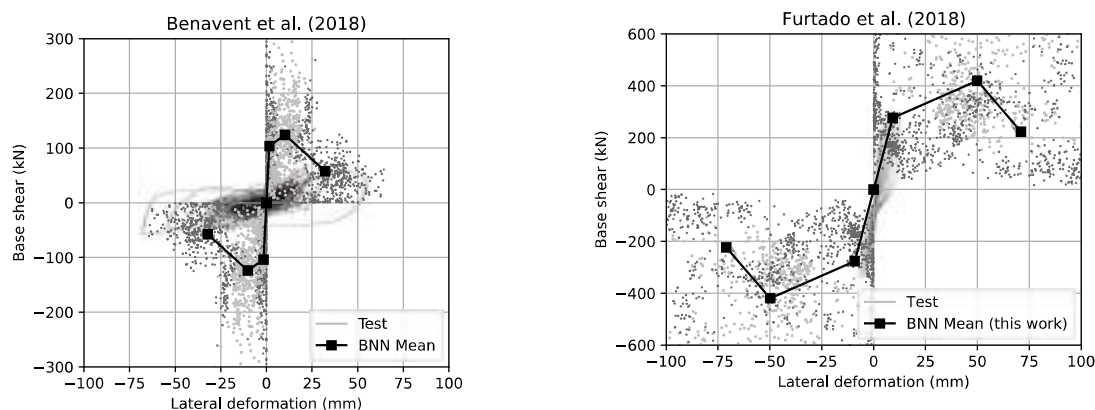 Benavent et al. (2018)
300
200
100
0
−100
−200
−300
Base shear (kN)
−100 −75 −50 −25 0 25 50 75 100
Lateral deformation (mm)
Test
BNN Mean
Furtado et al. (2018)
600
400
200
0
−200
−400
−600
Base shear (kN)
−100 −75 −50 −25 0 25 50 75 100
Lateral deformation (mm)
Test
BNN Mean (this work)